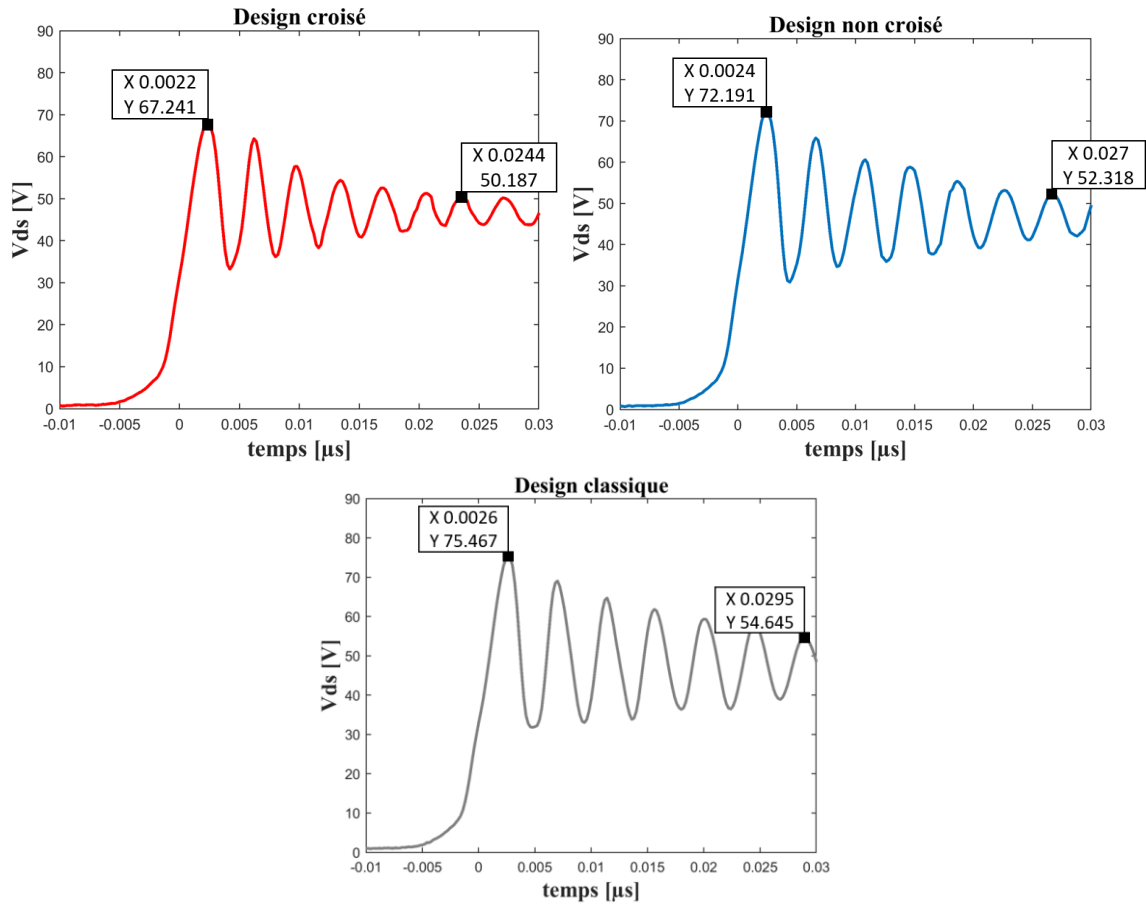 Design croisé
90
80
70
60
50
40
30
20
10
0
Vds [V]
X 0.0022
Y 67.241
X 0.0244
50.187
-0.01 -0.005 0 0.005 0.01 0.015 0.02 0.025 0.03
temps [µs]
Design non croisé
90
80
70
60
50
40
30
20
10
0
Vds [V]
X 0.0024
Y 72.191
X 0.027
Y 52.318
-0.01 -0.005 0 0.005 0.01 0.015 0.02 0.025 0.03
temps [µs]
Design classique
90
80
70
60
50
40
30
20
10
0
Vds [V]
X 0.0026
Y 75.467
X 0.0295
Y 54.645
-0.01 -0.005 0 0.005 0.01 0.015 0.02 0.025 0.03
temps [µs]